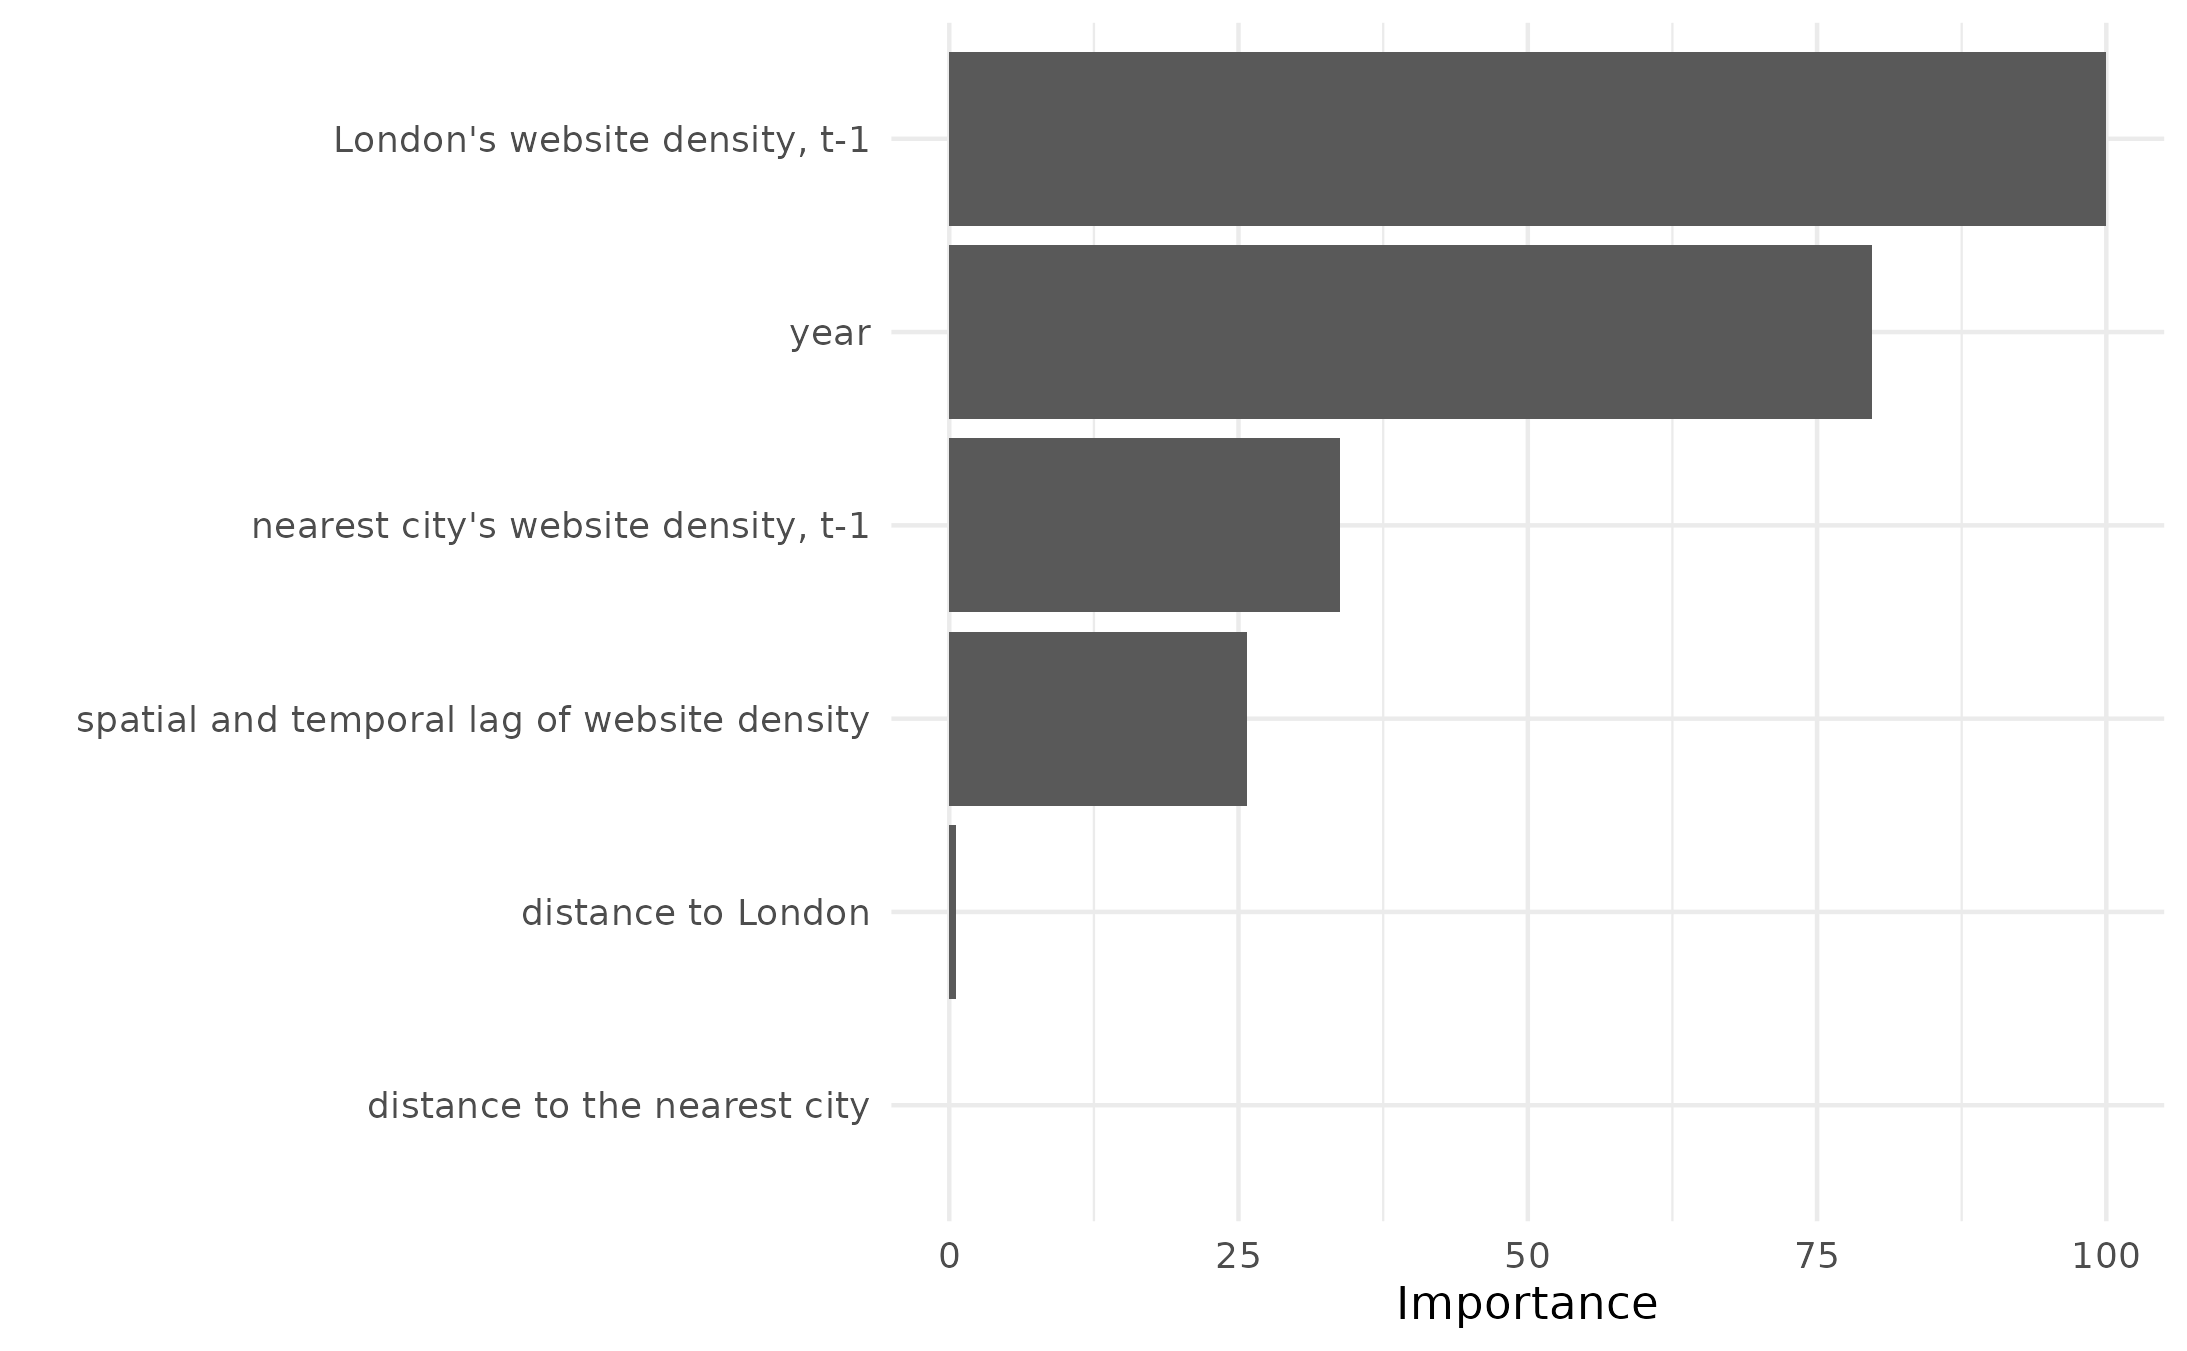 London's website density, t-1
year
nearest city's website density, t-1
spatial and temporal lag of website density
distance to London
distance to the nearest city
0 25 50 75 100
Importance